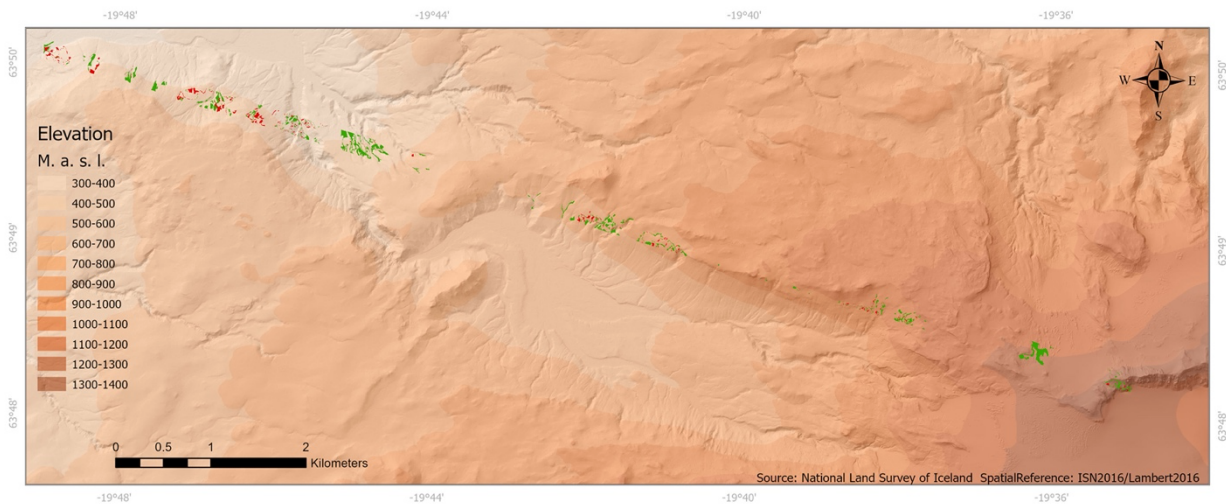 -19°48' -19°44' -19°40' -19°36'
63°50' 63°50'
N
W E
S
Elevation
M. a. s. l.
300-400
400-500
500-600
600-700
700-800
800-900
900-1000
1000-1100
1100-1200
1200-1300
1300-1400
63°49' 63°49'
63°48' 63°48'
0 0.5 1 2
Kilometers
Source: National Land Survey of Iceland SpatialReference: ISN2016/Lambert2016
-19°48' -19°44' -19°40' -19°36'